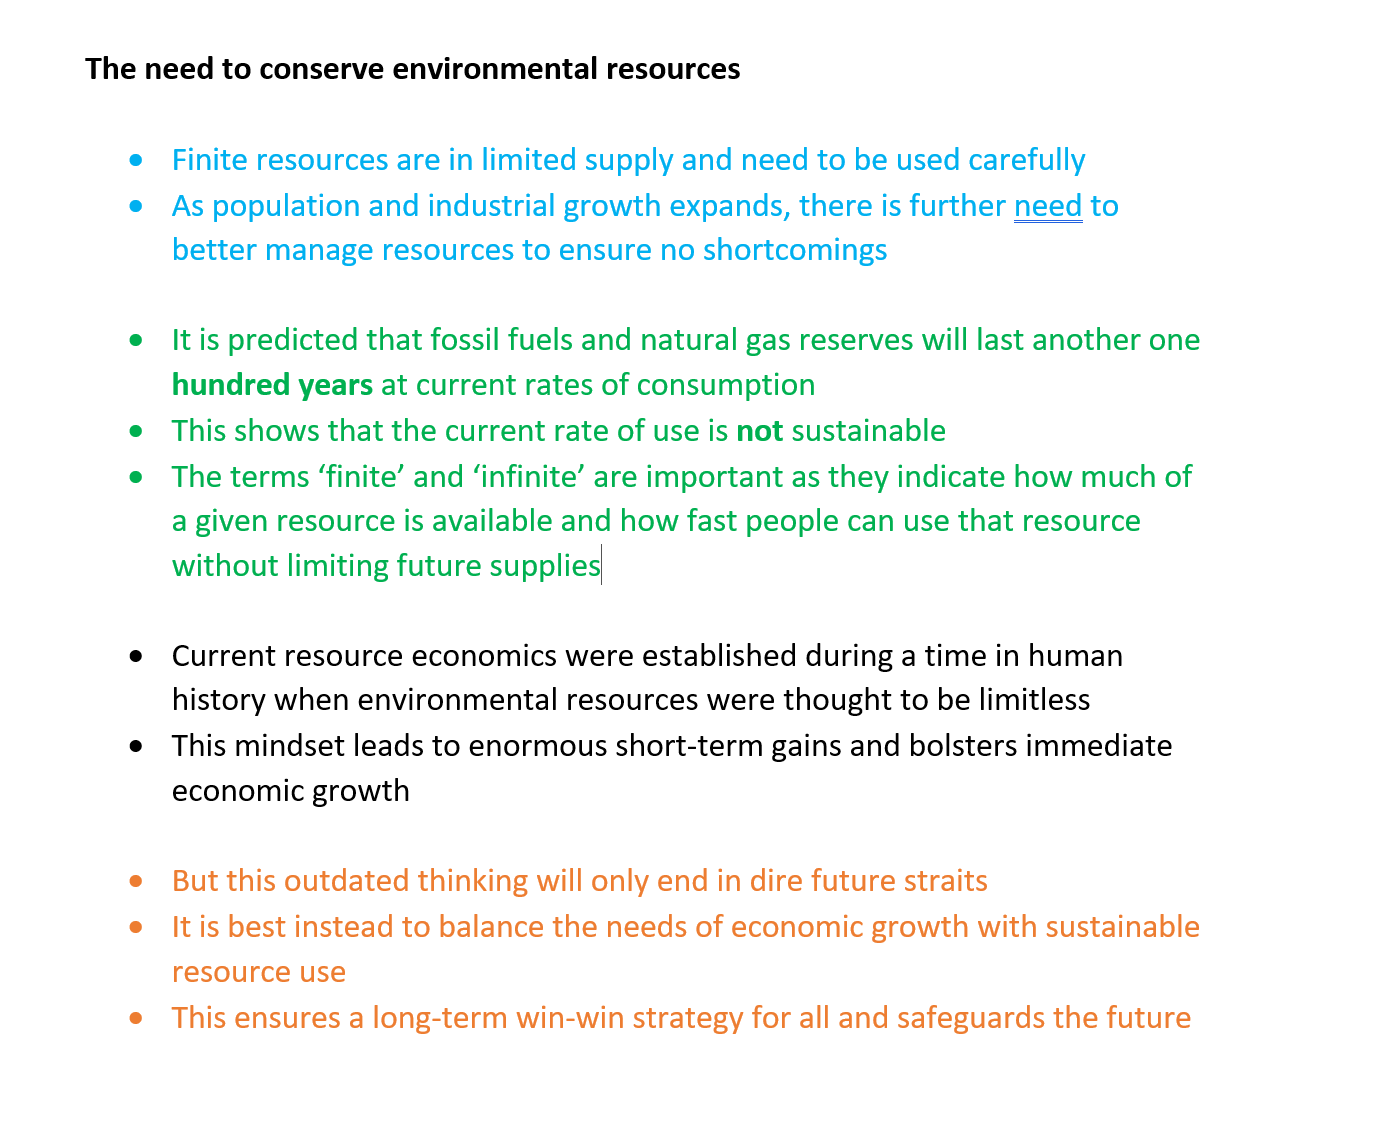 The need to conserve environmental resources
• Finite resources are in limited supply and need to be used carefully
• As population and industrial growth expands, there is further need to
better manage resources to ensure no shortcomings
• It is predicted that fossil fuels and natural gas reserves will last another one
hundred years at current rates of consumption
• This shows that the current rate of use is not sustainable
• The terms ‘finite’ and ‘infinite’ are important as they indicate how much of
a given resource is available and how fast people can use that resource
without limiting future supplies
• Current resource economics were established during a time in human
history when environmental resources were thought to be limitless
• This mindset leads to enormous short-term gains and bolsters immediate
economic growth
• But this outdated thinking will only end in dire future straits
• It is best instead to balance the needs of economic growth with sustainable
resource use
• This ensures a long-term win-win strategy for all and safeguards the future